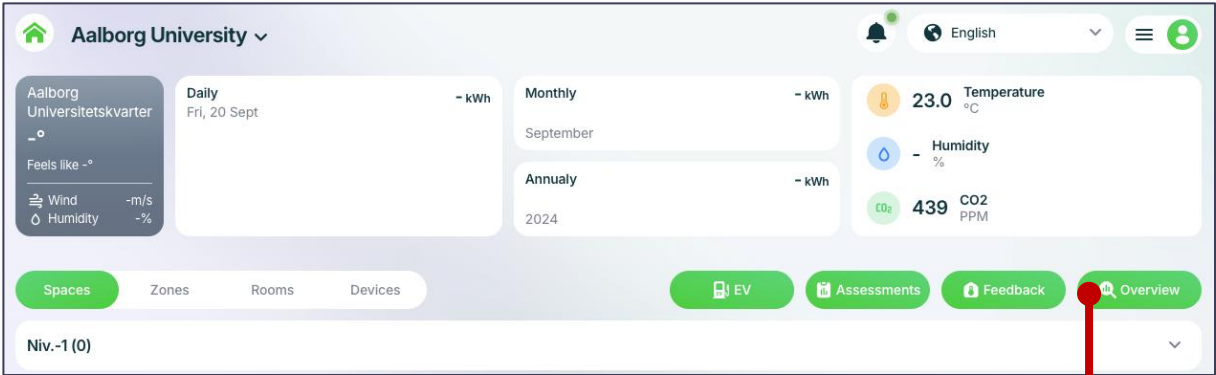 Aalborg University
English
Aalborg
Universitetskvarter
-°
Feels like -°
Wind -m/s
Humidity -%
Daily - kWh
Fri, 20 Sept
Monthly - kWh
September
Annualy - kWh
2024
23.0 Temperature
°C
- Humidity
%
CO2 439 CO2
PPM
Spaces Zones Rooms Devices
EV Assessments Feedback Overview
Niv.-1 (0)